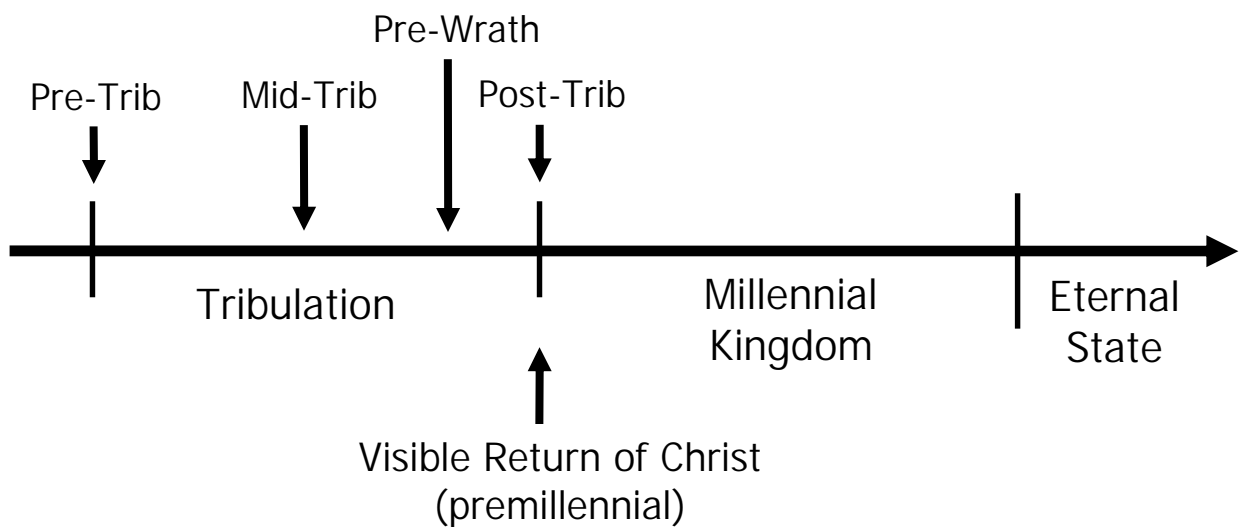 Pre-Wrath
Pre-Trib
Mid-Trib
Post-Trib
Tribulation
Millennial
Kingdom
Eternal
State
Visible Return of Christ
(premillennial)